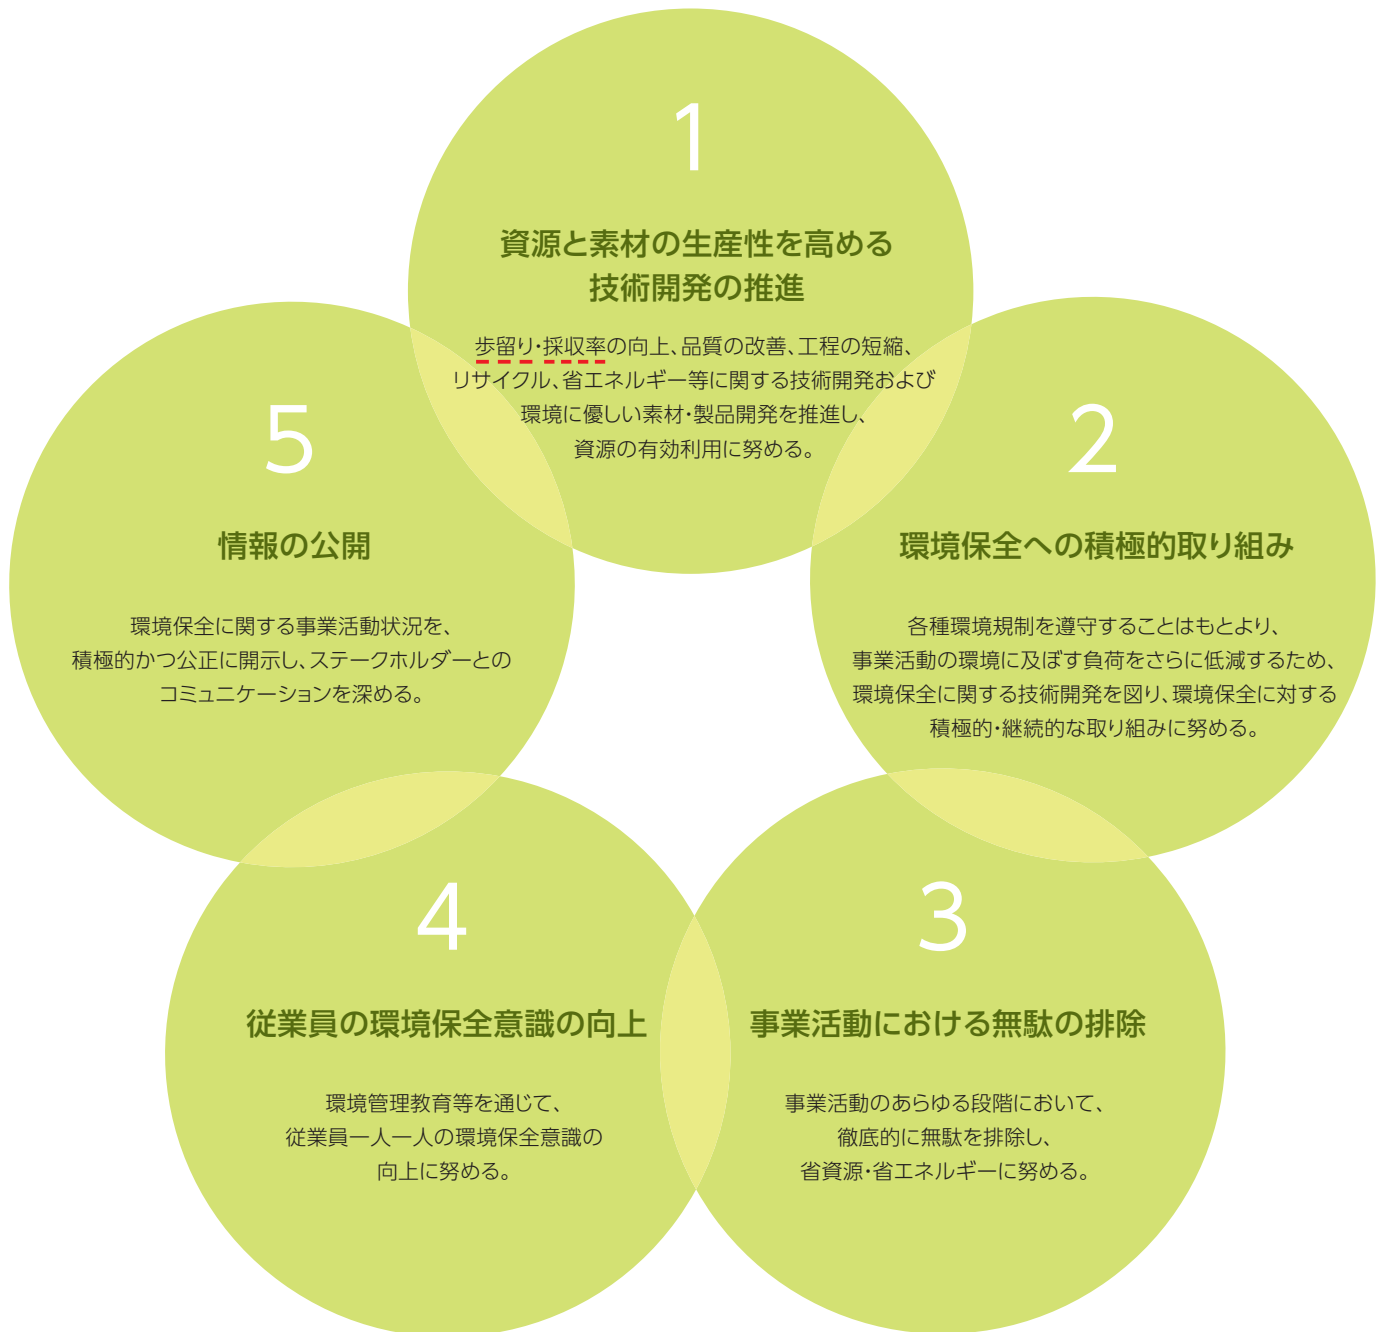 1
資源と素材の生産性を高める
技術開発の推進
歩留り・採収率の向上、品質の改善、工程の短縮、
リサイクル、省エネルギー等に関する技術開発および
環境に優しい素材・製品開発を推進し、
資源の有効利用に努める。
2
環境保全への積極的取り組み
各種環境規制を遵守することはもとより、
事業活動の環境に及ぼす負荷をさらに低減するため、
環境保全に関する技術開発を図り、環境保全に対する
積極的・継続的な取り組みに努める。
3
事業活動における無駄の排除
事業活動のあらゆる段階において、
徹底的に無駄を排除し、
省資源・省エネルギーに努める。
4
従業員の環境保全意識の向上
環境管理教育等を通じて、
従業員一人一人の環境保全意識の
向上に努める。
5
情報の公開
環境保全に関する事業活動状況を、
積極的かつ公正に開示し、ステークホルダーとの
コミュニケーションを深める。